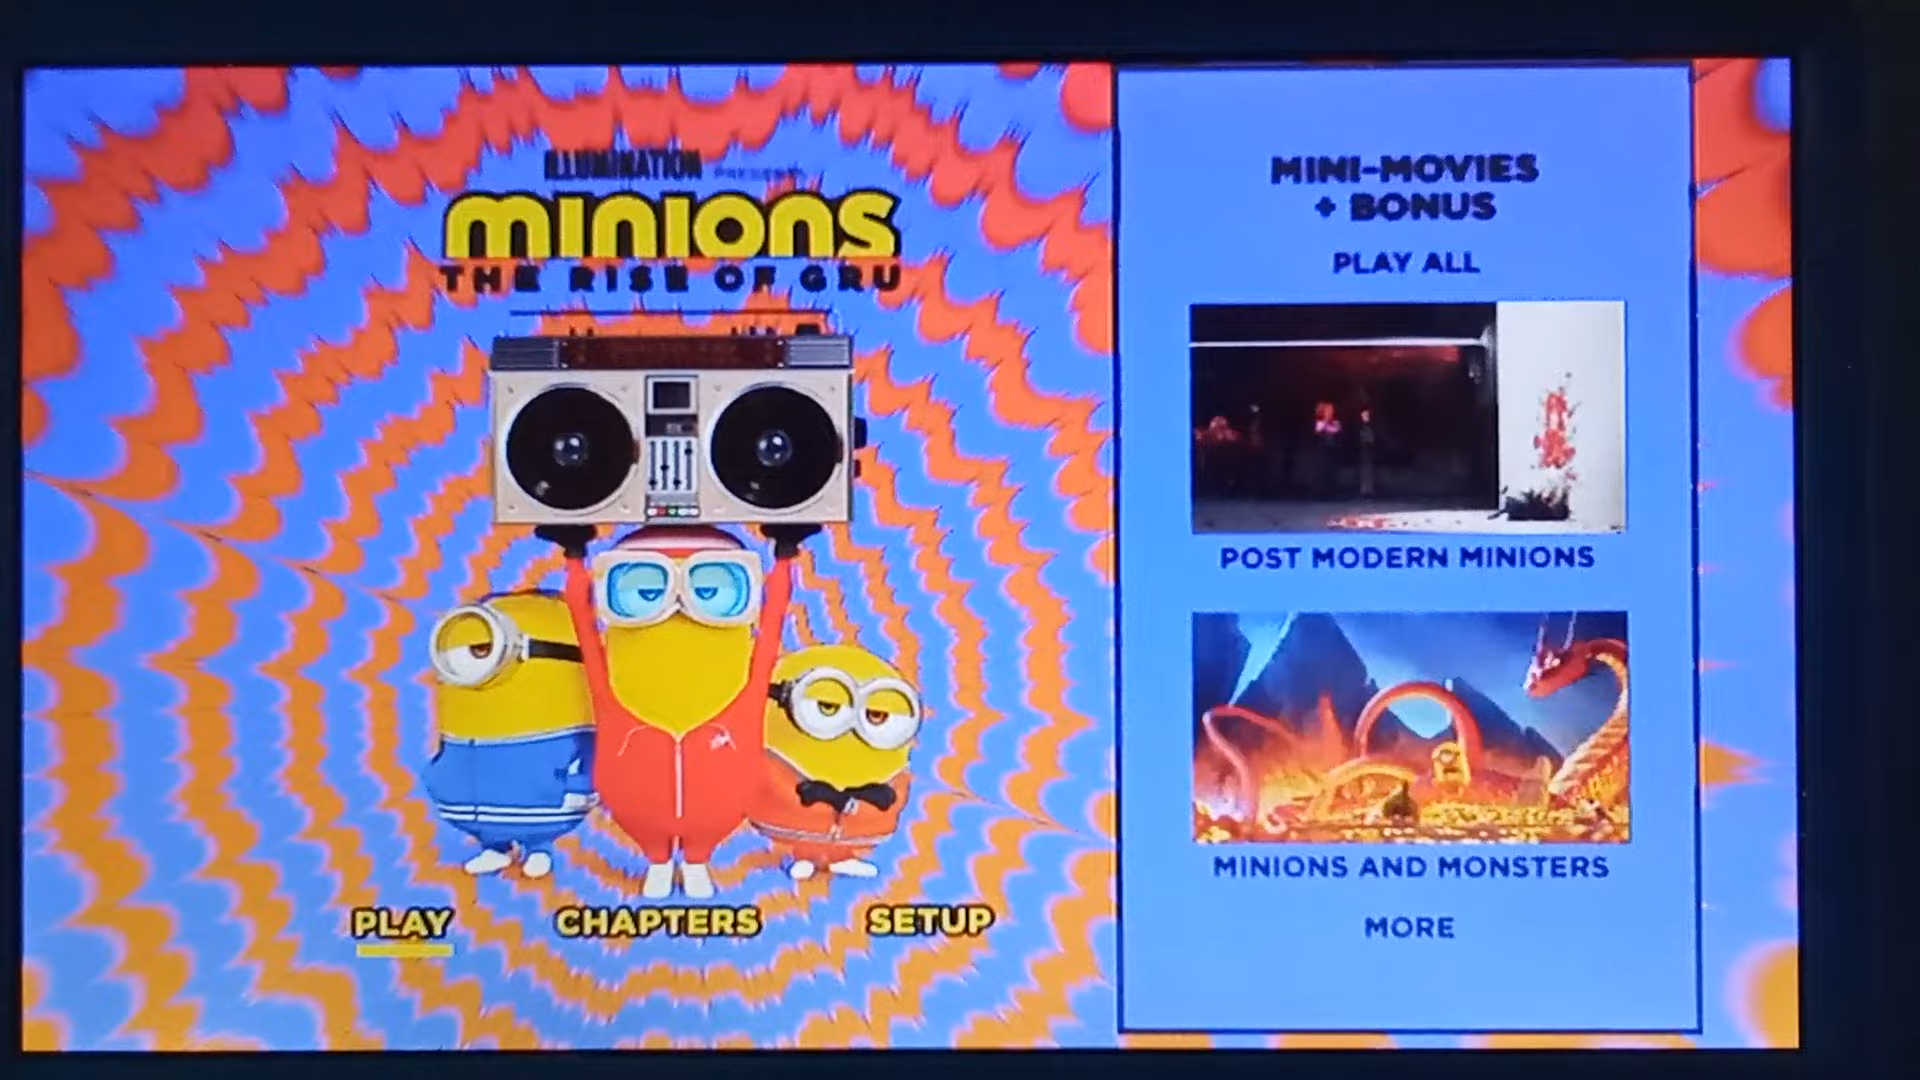 ILLUMINATION PRESENTS
MINIONS
THE RISE OF GRU
PLAY
CHAPTERS
SETUP
MINI-MOVIES
+ BONUS
PLAY ALL
POST MODERN MINIONS
MINIONS AND MONSTERS
MORE